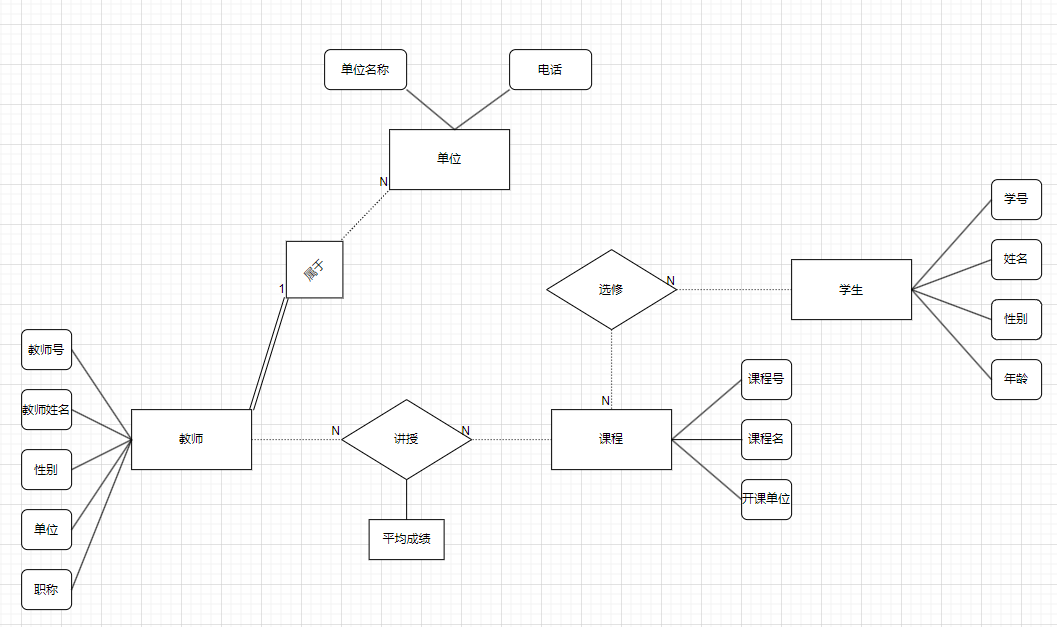 单位名称
电话
单位
N
属于
1
学号
姓名
选修
N
学生
性别
年龄
教师号
教师姓名
教师
性别
单位
职称
N
讲授
N
平均成绩
N
课程
课程号
课程名
开课单位